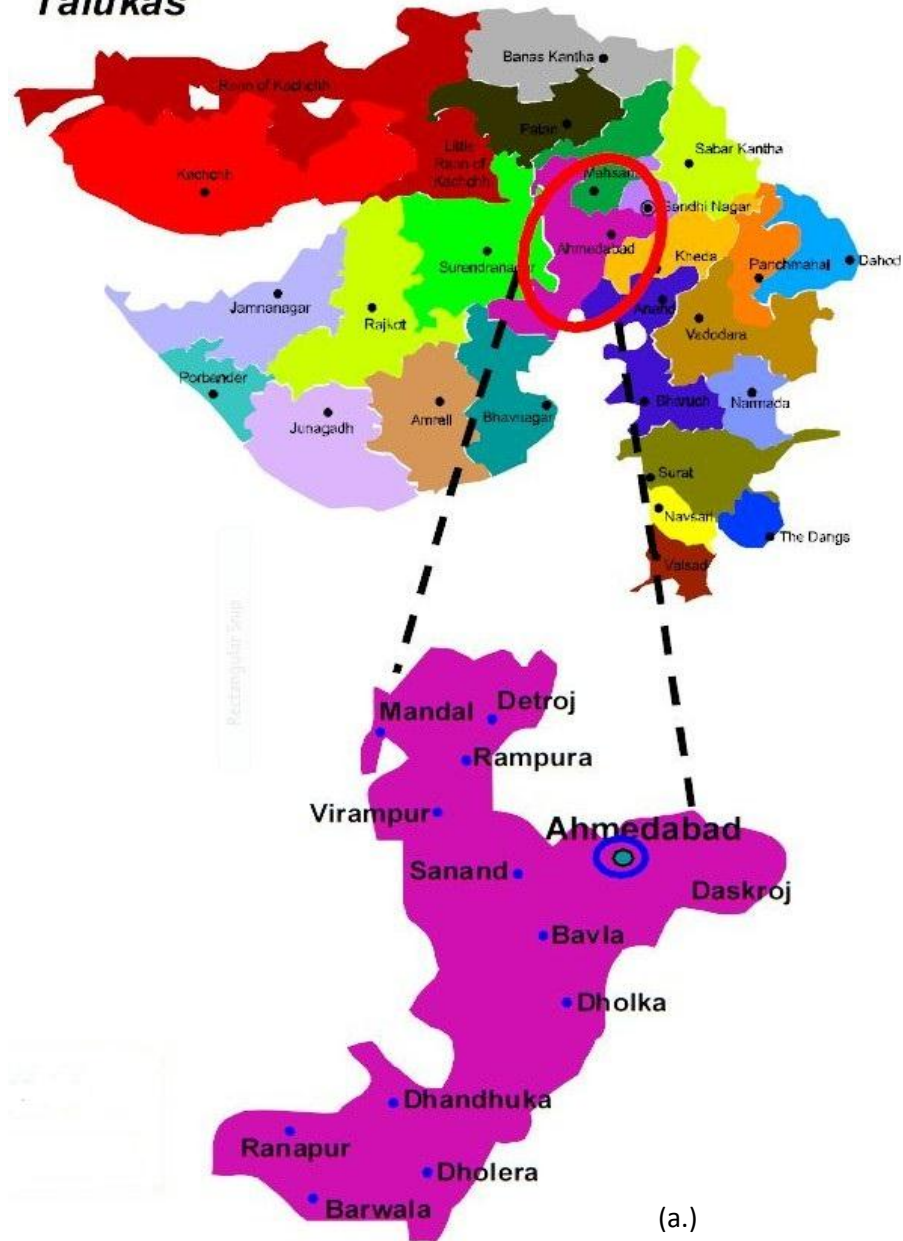 Talukas
Banas Kantha
Rann of Kachchh
Patan
Little
Rann of
Kachchh
Sabar Kantha
Kachchh
Mahsana
Gandhi Nagar
Ahmedabad
Surendranagar
Kheda
Panchmahal
Dahod
Jamnanagar
Rajkot
Anand
Vadodara
Porbander
Junagadh
Amreli
Bhavnagar
Bharuch
Narmada
Surat
Navsari
The Dangs
Valsad
Rectangular Snip
Mandal
Detroj
Rampura
Virampur
Ahmedabad
Sanand
Daskroj
Bavla
Dholka
Dhandhuka
Ranapur
Dholera
Barwala
(a.)